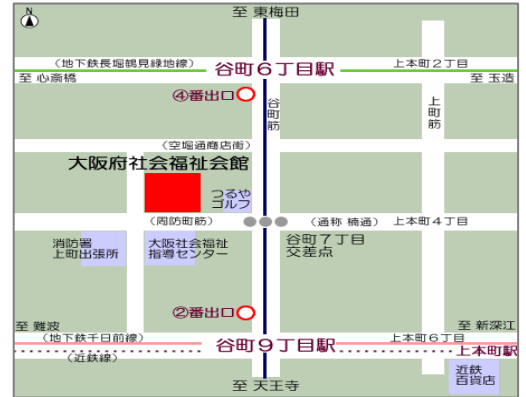 N
至 東梅田
(地下鉄長堀鶴見緑地線)
谷町6丁目駅
上本町2丁目
至 心斎橋
至 玉造
④番出口
谷町筋
上町筋
(空堀通商店街)
大阪府社会福祉会館
つるや
ゴルフ
(周防町筋)
(通称 楠通)
上本町4丁目
消防署
上町出張所
大阪社会福祉
指導センター
谷町7丁目
交差点
②番出口
至 難波
至 新深江
(地下鉄千日前線)
谷町9丁目駅
上本町6丁目
(近鉄線)
上本町駅
近鉄
百貨店
至 天王寺